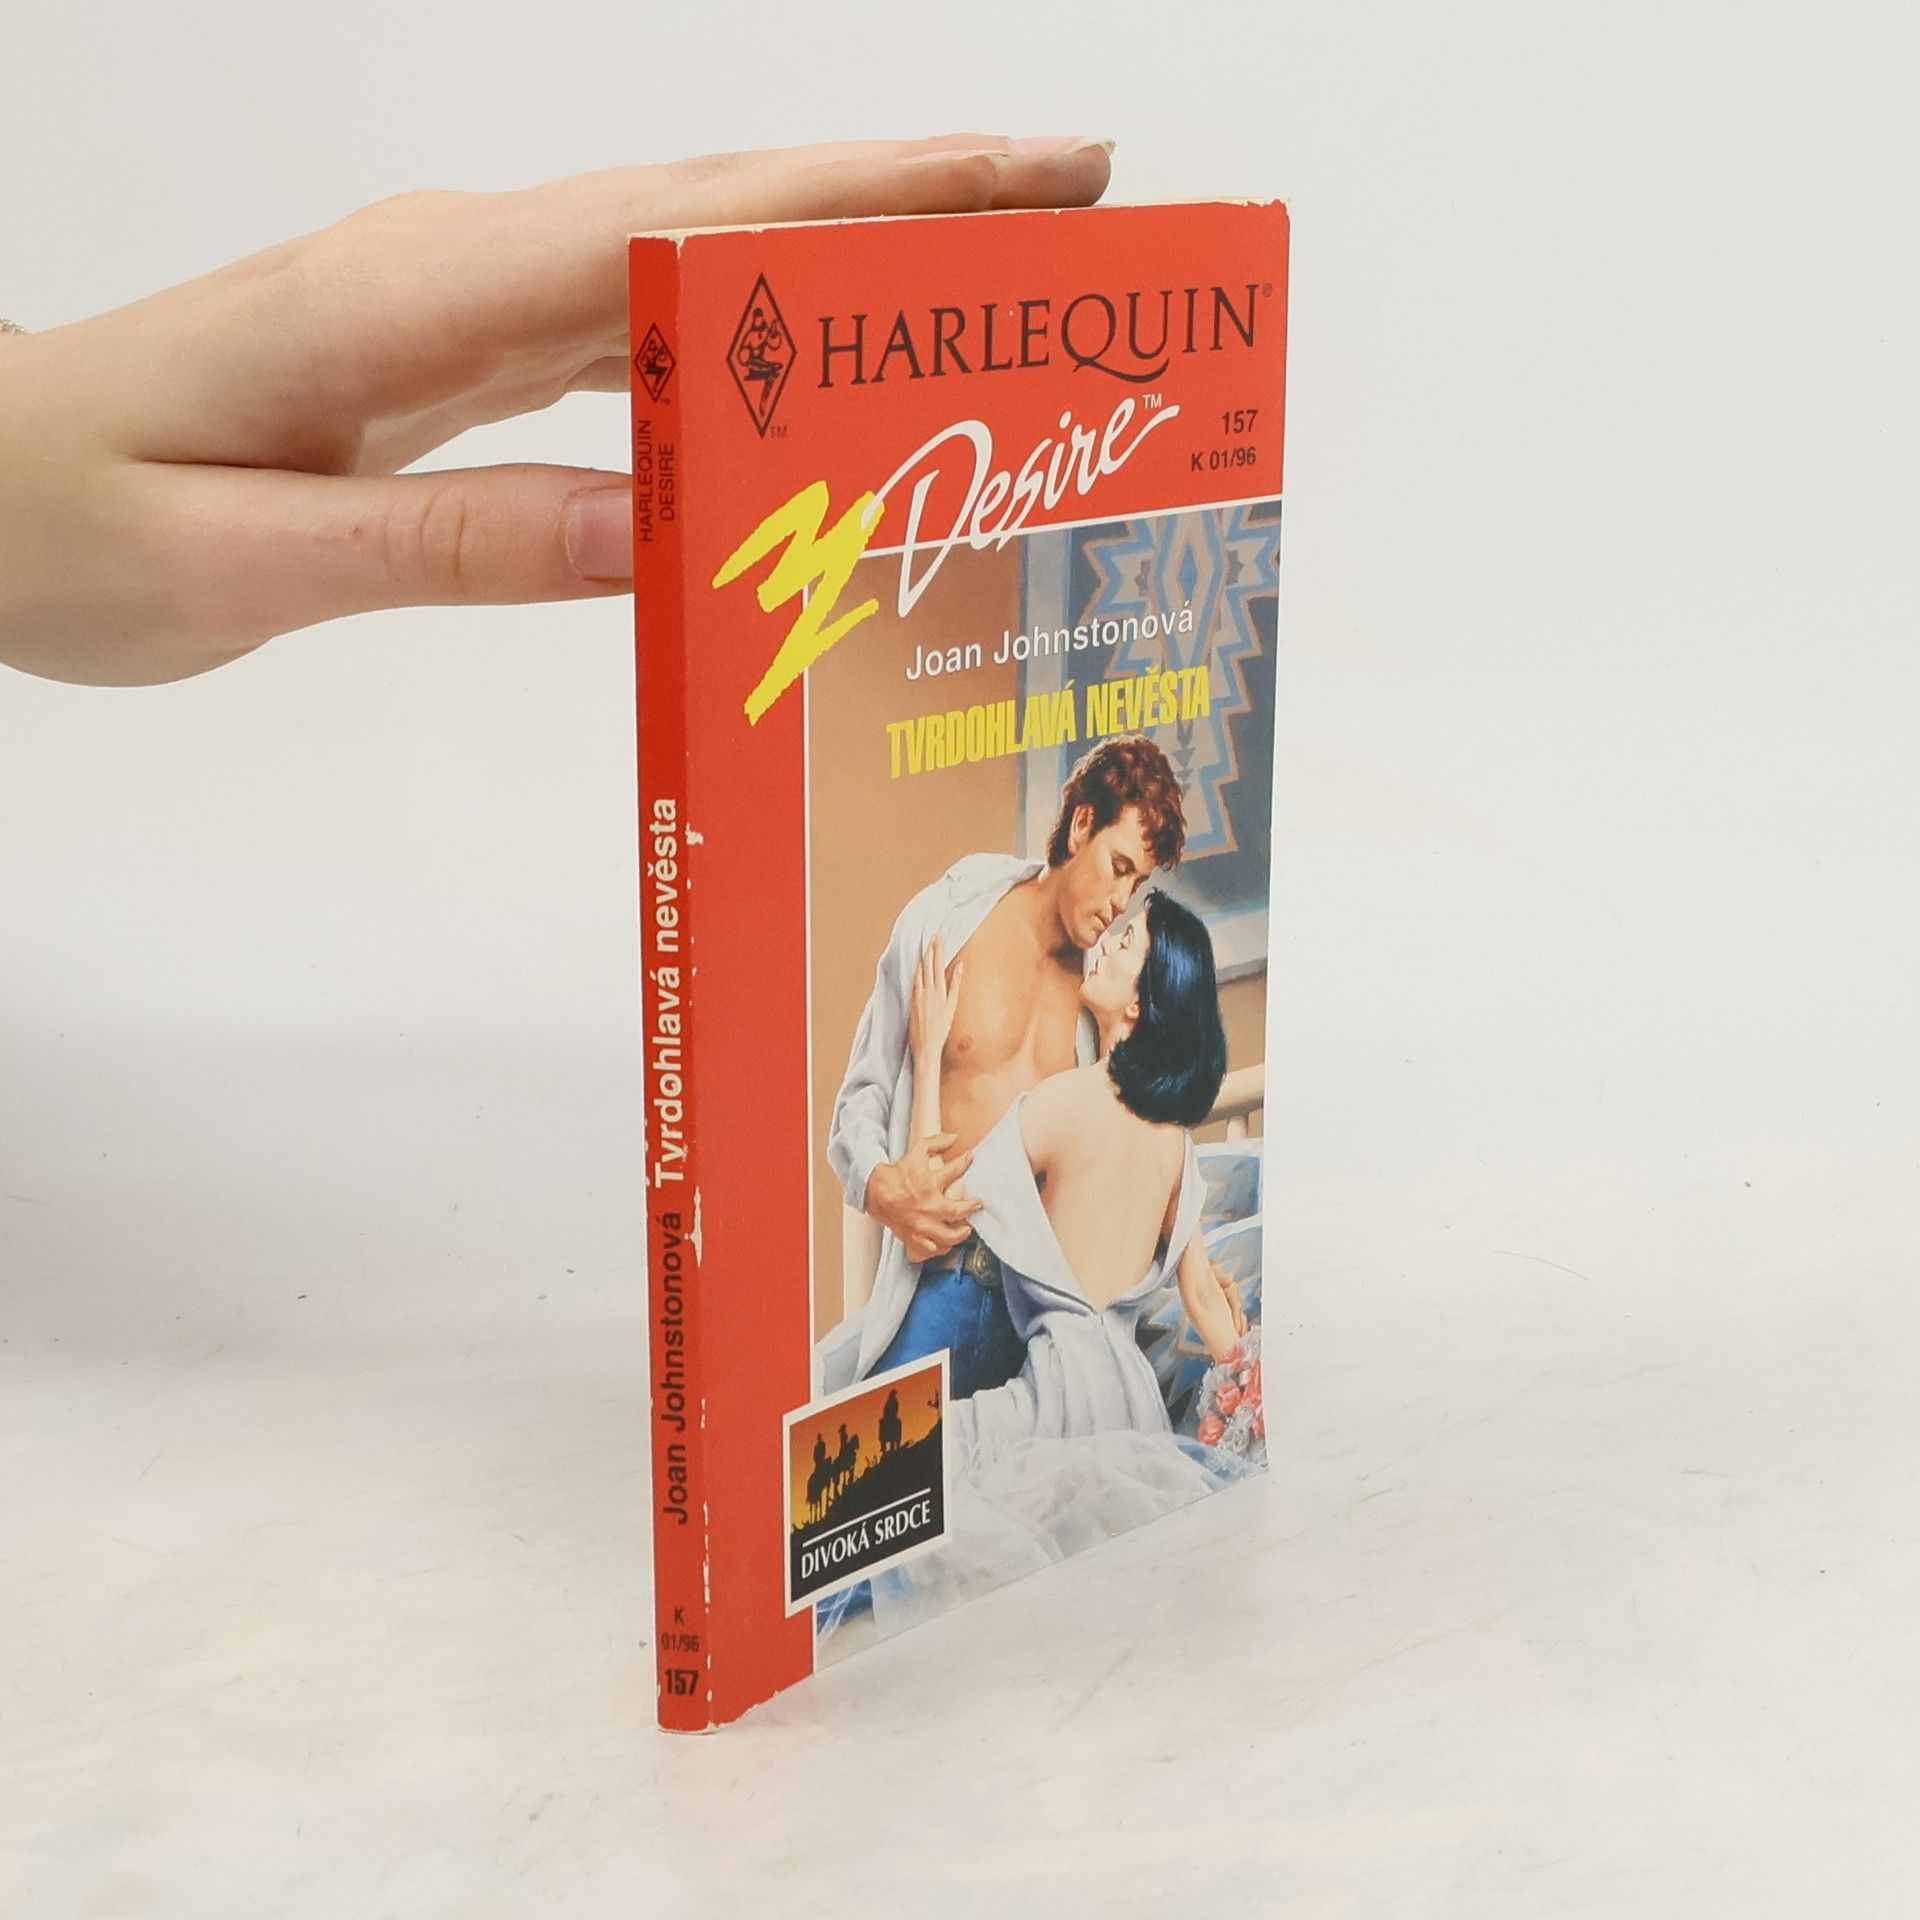 HARLEQUIN®
Desire™
157
K 01/96
TM
Joan Johnstonová
TVRDOHLAVÁ NEVĚSTA
DIVOKÁ SRDCE
HARLEQUIN
DESIRE
Joan Johnstonová Tvrdohlavá nevěsta
K
01/96
157